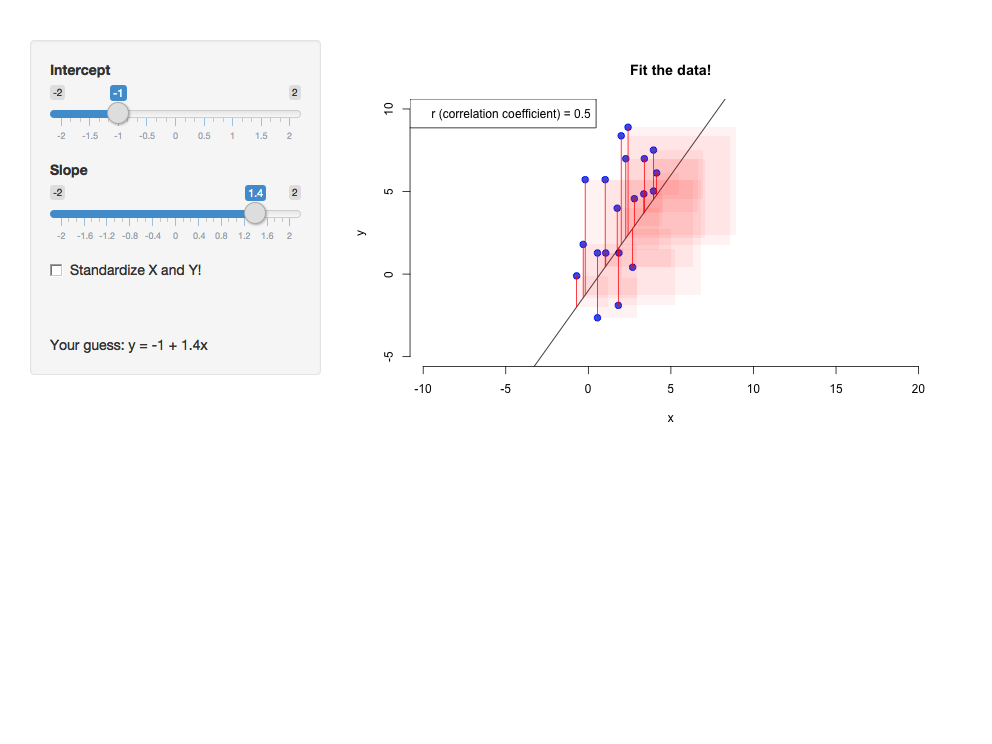 Intercept
-2 -1 2
-2 -1.5 -1 -0.5 0 0.5 1 1.5 2
Slope
-2 1.4 2
-2 -1.6 -1.2 -0.8 -0.4 0 0.4 0.8 1.2 1.6 2
Standardize X and Y!
Your guess: y = -1 + 1.4x
Fit the data!
r (correlation coefficient) = 0.5
10
5
0
-5
y
-10 -5 0 5 10 15 20
x